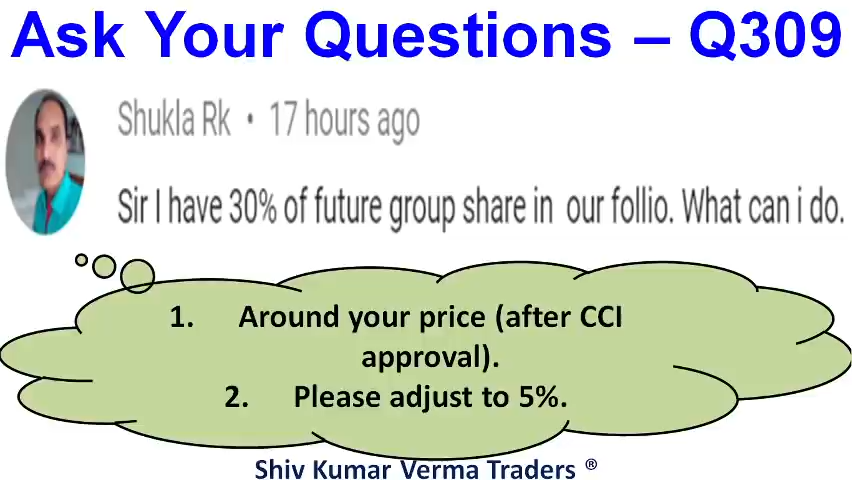 Ask Your Questions – Q309
Shukla Rk • 17 hours ago
Sir I have 30% of future group share in our follio. What can i do.
1. Around your price (after CCI
approval).
2. Please adjust to 5%.
Shiv Kumar Verma Traders ®